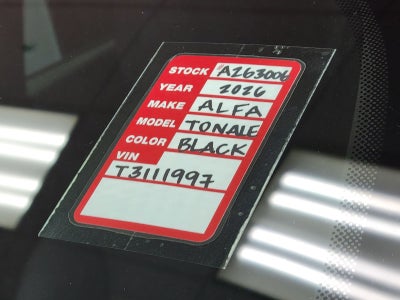 STOCK A263006
YEAR 2026
MAKE ALFA
MODEL TONALE
COLOR BLACK
VIN
T3111997